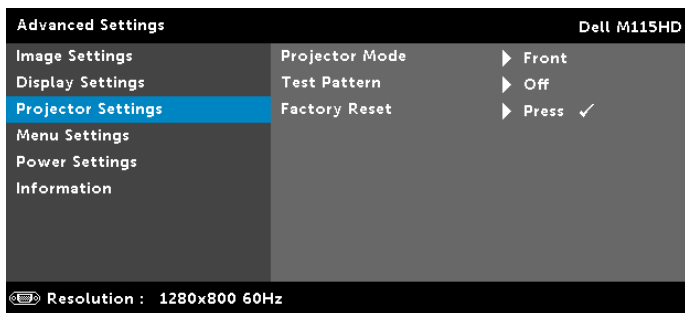 Advanced Settings Dell M115HD
Image Settings Projector Mode Front
Display Settings Test Pattern Off
Projector Settings Factory Reset Press ✓
Menu Settings
Power Settings
Information
Resolution : 1280x800 60Hz